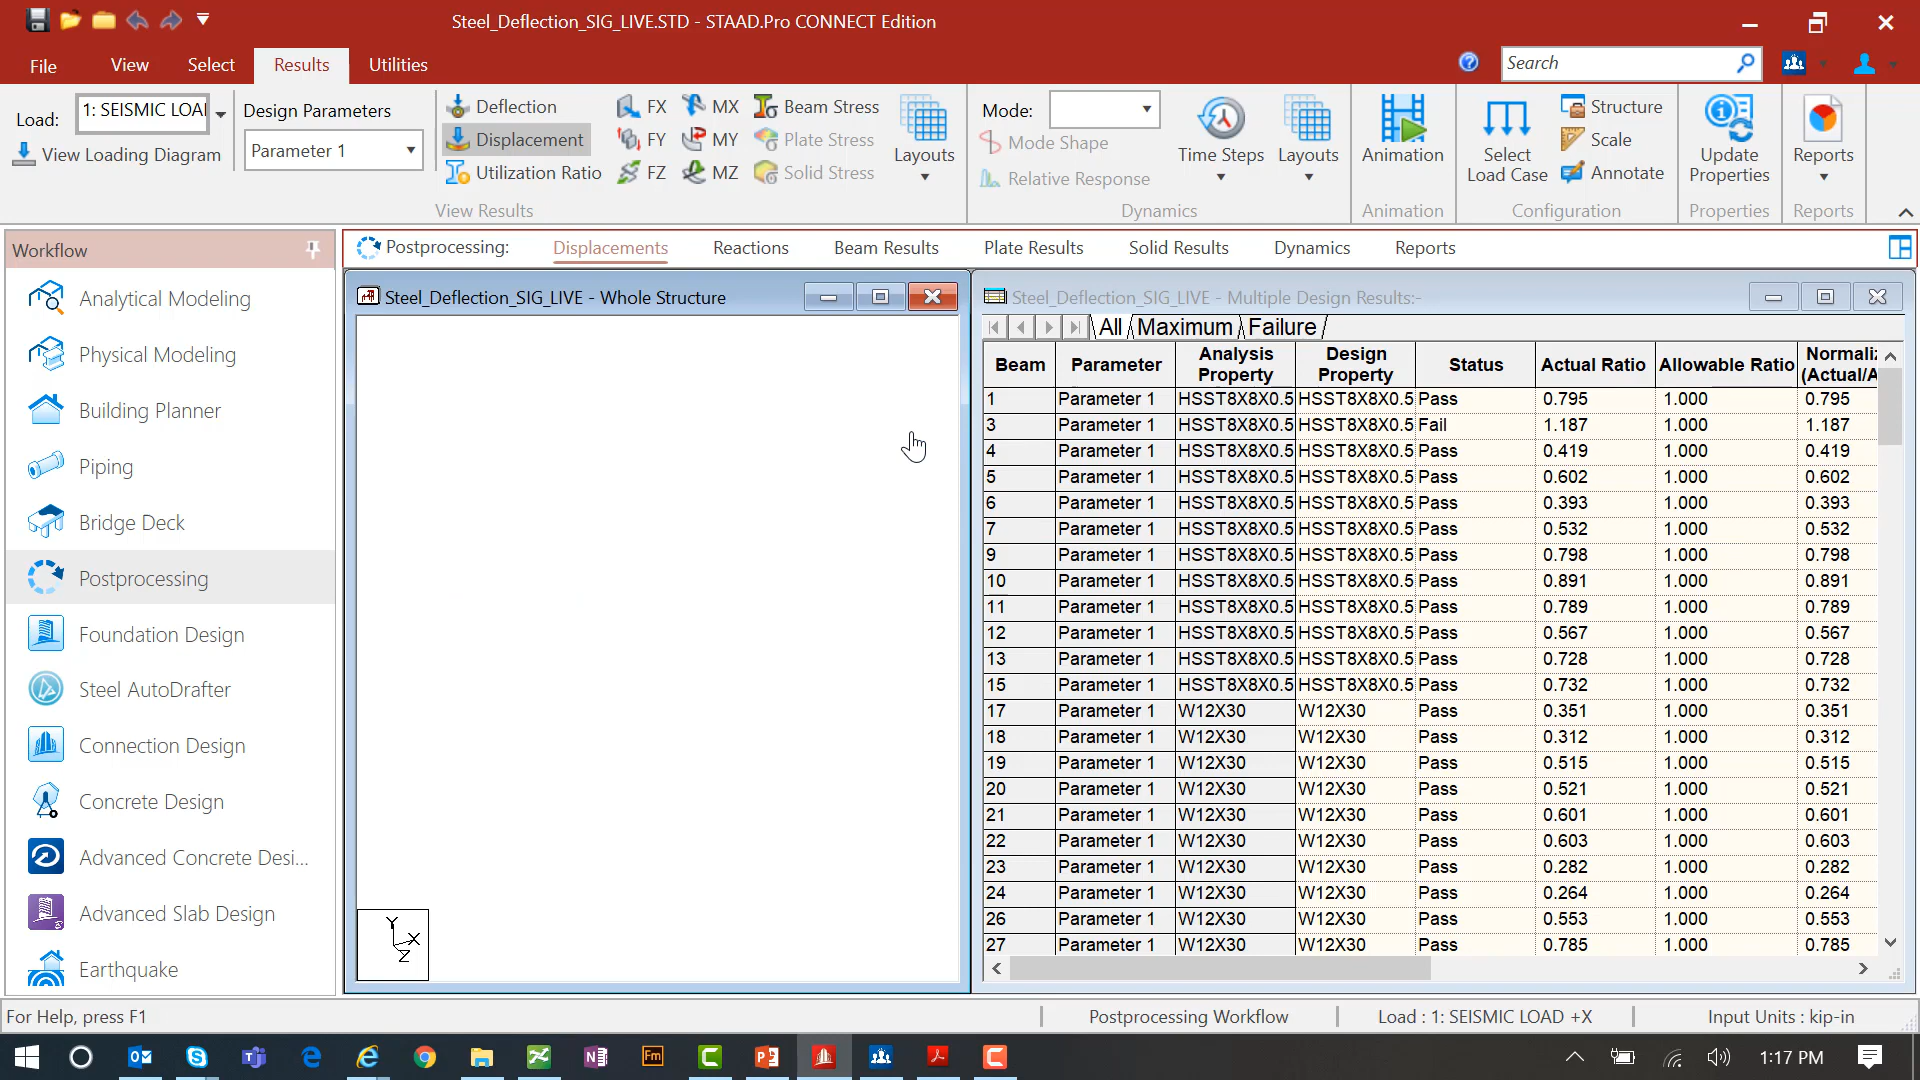 Steel_Deflection_SIG_LIVE.STD - STAAD.Pro CONNECT Edition
File View Select Results Utilities
Search
Load: 1: SEISMIC LOAI
View Loading Diagram
Design Parameters
Parameter 1
Deflection
Displacement
Utilization Ratio
FX MX Beam Stress
FY MY Plate Stress
FZ MZ Solid Stress
Layouts
View Results
Mode:
Mode Shape
Relative Response
Time Steps
Layouts
Dynamics
Animation
Animation
Select
Load Case
Structure
Scale
Annotate
Configuration
Update
Properties
Properties
Reports
Reports
Workflow
Analytical Modeling
Physical Modeling
Building Planner
Piping
Bridge Deck
Postprocessing
Foundation Design
Steel AutoDrafter
Connection Design
Concrete Design
Advanced Concrete Desi...
Advanced Slab Design
Earthquake
Postprocessing: Displacements Reactions Beam Results Plate Results Solid Results Dynamics Reports
Steel_Deflection_SIG_LIVE - Whole Structure
Y
X
Z
Steel_Deflection_SIG_LIVE - Multiple Design Results:-
All Maximum Failure
Beam Parameter Analysis Property Design Property Status Actual Ratio Allowable Ratio Normaliz (Actual/A
1 Parameter 1 HSST8X8X0.5 HSST8X8X0.5 Pass 0.795 1.000 0.795
3 Parameter 1 HSST8X8X0.5 HSST8X8X0.5 Fail 1.187 1.000 1.187
4 Parameter 1 HSST8X8X0.5 HSST8X8X0.5 Pass 0.419 1.000 0.419
5 Parameter 1 HSST8X8X0.5 HSST8X8X0.5 Pass 0.602 1.000 0.602
6 Parameter 1 HSST8X8X0.5 HSST8X8X0.5 Pass 0.393 1.000 0.393
7 Parameter 1 HSST8X8X0.5 HSST8X8X0.5 Pass 0.532 1.000 0.532
9 Parameter 1 HSST8X8X0.5 HSST8X8X0.5 Pass 0.798 1.000 0.798
10 Parameter 1 HSST8X8X0.5 HSST8X8X0.5 Pass 0.891 1.000 0.891
11 Parameter 1 HSST8X8X0.5 HSST8X8X0.5 Pass 0.789 1.000 0.789
12 Parameter 1 HSST8X8X0.5 HSST8X8X0.5 Pass 0.567 1.000 0.567
13 Parameter 1 HSST8X8X0.5 HSST8X8X0.5 Pass 0.728 1.000 0.728
15 Parameter 1 HSST8X8X0.5 HSST8X8X0.5 Pass 0.732 1.000 0.732
17 Parameter 1 W12X30 W12X30 Pass 0.351 1.000 0.351
18 Parameter 1 W12X30 W12X30 Pass 0.312 1.000 0.312
19 Parameter 1 W12X30 W12X30 Pass 0.515 1.000 0.515
20 Parameter 1 W12X30 W12X30 Pass 0.521 1.000 0.521
21 Parameter 1 W12X30 W12X30 Pass 0.601 1.000 0.601
22 Parameter 1 W12X30 W12X30 Pass 0.603 1.000 0.603
23 Parameter 1 W12X30 W12X30 Pass 0.282 1.000 0.282
24 Parameter 1 W12X30 W12X30 Pass 0.264 1.000 0.264
26 Parameter 1 W12X30 W12X30 Pass 0.553 1.000 0.553
27 Parameter 1 W12X30 W12X30 Pass 0.785 1.000 0.785
For Help, press F1
Postprocessing Workflow
Load : 1: SEISMIC LOAD +X
Input Units : kip-in
1:17 PM